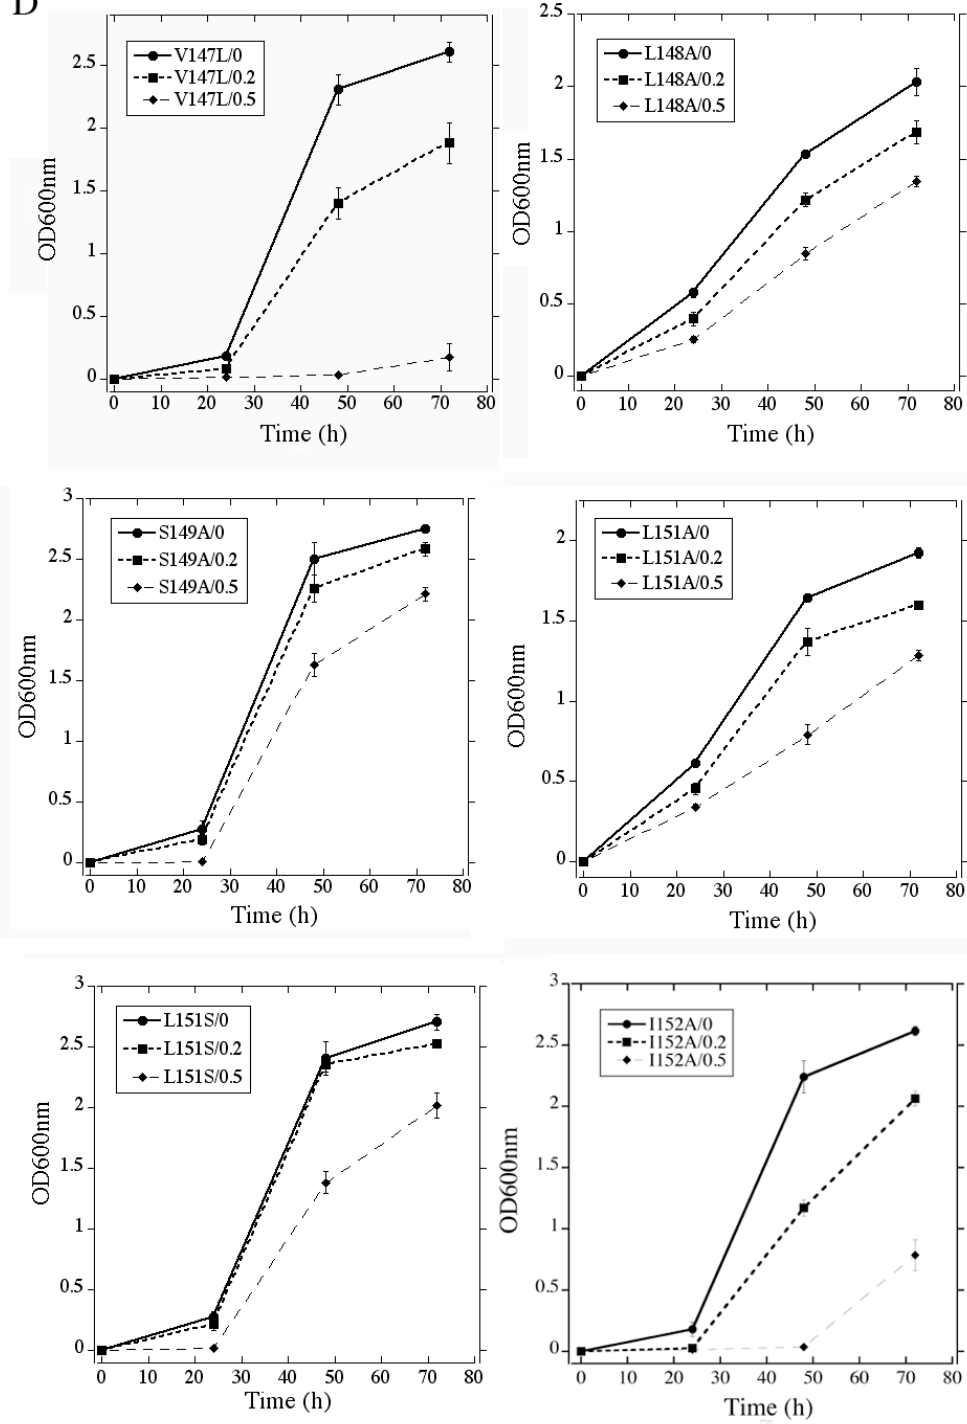 D
V147L/0
V147L/0.2
V147L/0.5
OD600nm
2.5
2
1.5
1
0.5
0
0 10 20 30 40 50 60 70 80
Time (h)
L148A/0
L148A/0.2
L148A/0.5
OD600nm
2.5
2
1.5
1
0.5
0
0 10 20 30 40 50 60 70 80
Time (h)
S149A/0
S149A/0.2
S149A/0.5
OD600nm
3
2.5
2
1.5
1
0.5
0
0 10 20 30 40 50 60 70 80
Time (h)
L151A/0
L151A/0.2
L151A/0.5
OD600nm
2
1.5
1
0.5
0
0 10 20 30 40 50 60 70 80
Time (h)
L151S/0
L151S/0.2
L151S/0.5
OD600nm
3
2.5
2
1.5
1
0.5
0
0 10 20 30 40 50 60 70 80
Time (h)
I152A/0
I152A/0.2
I152A/0.5
OD600nm
3
2.5
2
1.5
1
0.5
0
0 10 20 30 40 50 60 70 80
Time (h)